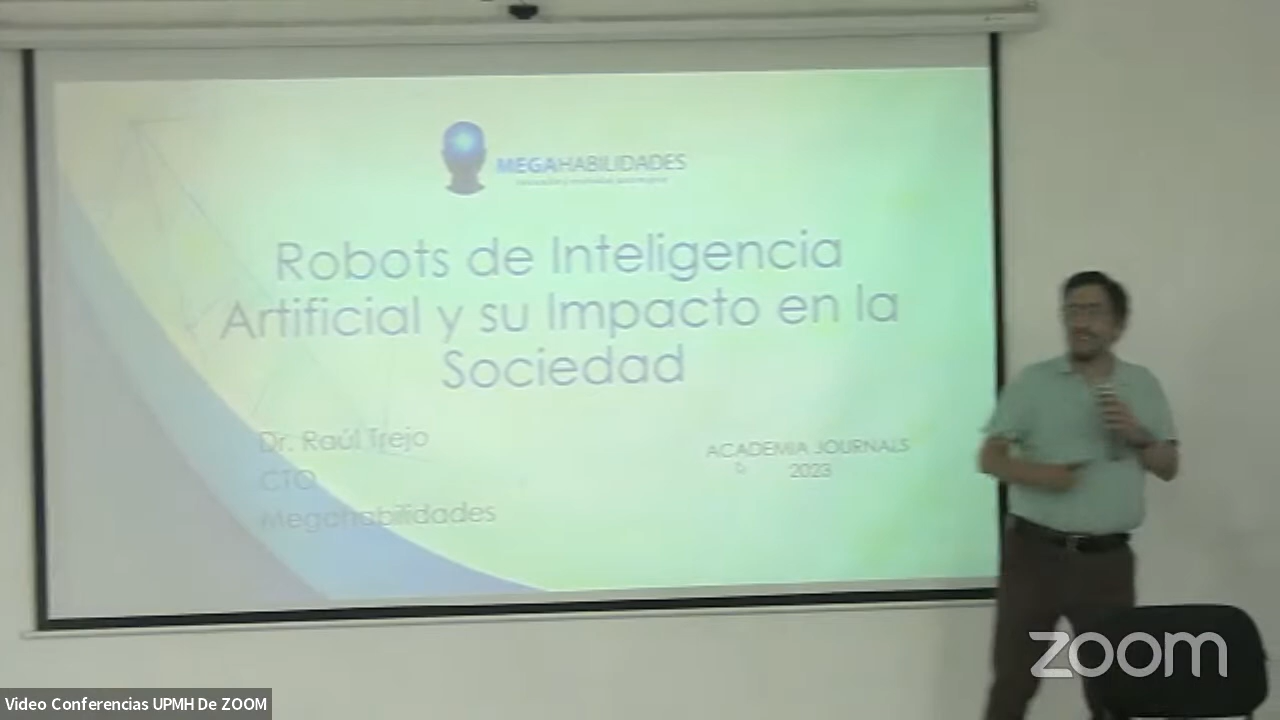 MEGAHABILIDADES
Robots de Inteligencia
Artificial y su Impacto en la
Sociedad
Dr. Raúl Trejo
CTO
Megahabilidades
ACADEMIA JOURNALS
2023
zoom
Video Conferencias UPMH De ZOOM